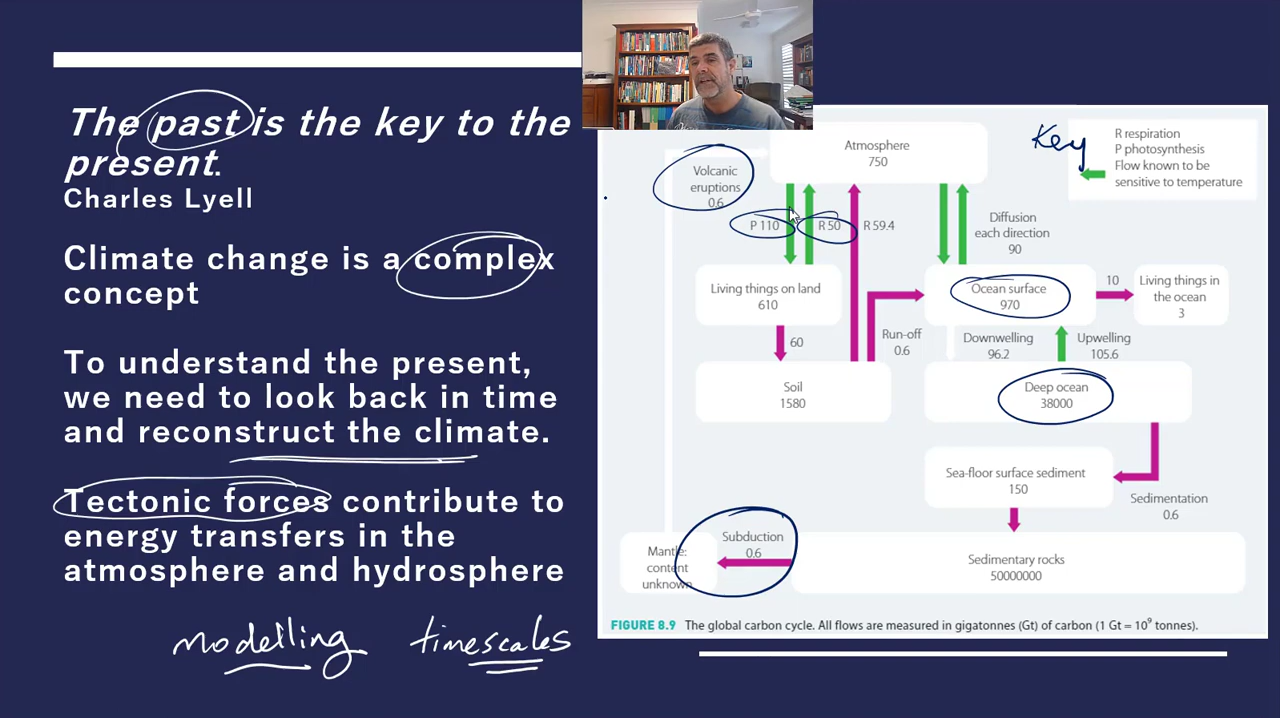 The past is the key to the
present.
Charles Lyell
Climate change is a complex
concept
To understand the present,
we need to look back in time
and reconstruct the climate.
Tectonic forces contribute to
energy transfers in the
atmosphere and hydrosphere
modelling timescales
Key
R respiration
P photosynthesis
Flow known to be
sensitive to temperature
Atmosphere
750
Volcanic
eruptions
0.6
P 110
R 50
R 59.4
Diffusion
each direction
90
Living things on land
610
Ocean surface
970
10
Living things in
the ocean
3
60
Run-off
0.6
Downwelling
96.2
Upwelling
105.6
Soil
1580
Deep ocean
38000
Sea-floor surface sediment
150
Sedimentation
0.6
Mantle:
content
unknown
Subduction
0.6
Sedimentary rocks
50000000
FIGURE 8.9 The global carbon cycle. All flows are measured in gigatonnes (Gt) of carbon (1 Gt = 10⁹ tonnes).